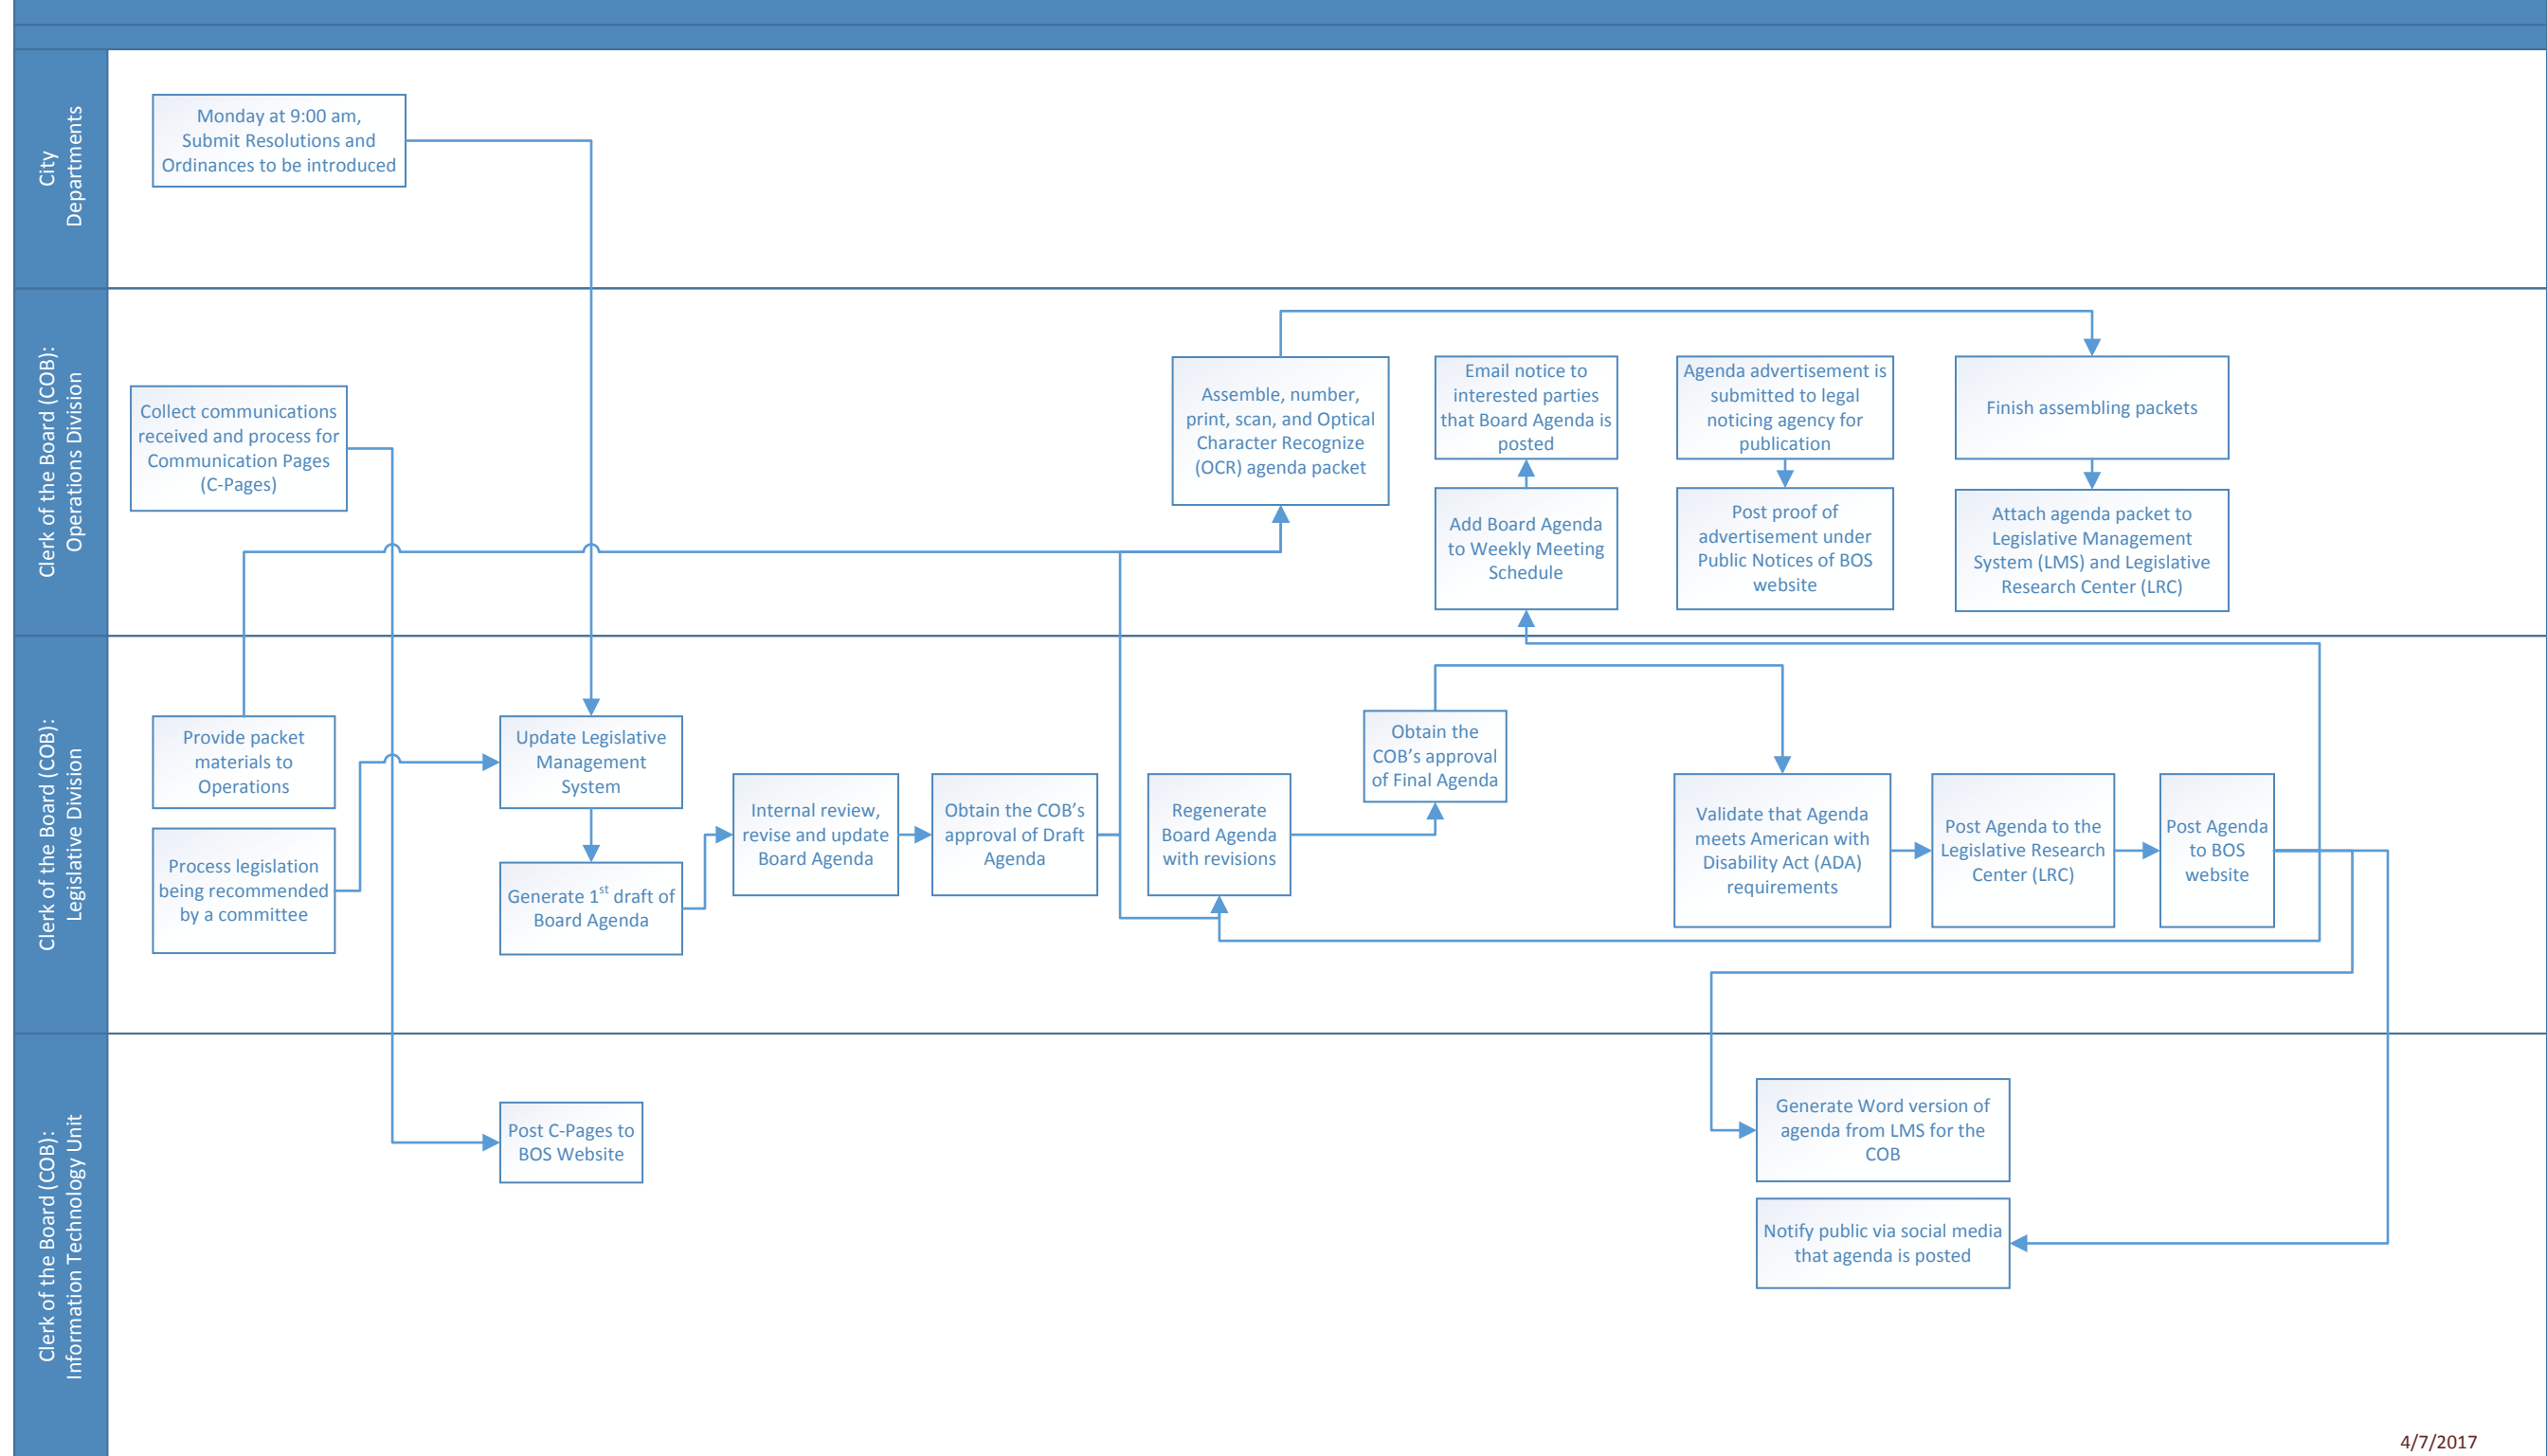 City
Departments
Monday at 9:00 am,
Submit Resolutions and
Ordinances to be introduced
Clerk of the Board (COB):
Operations Division
Collect communications
received and process for
Communication Pages
(C-Pages)
Assemble, number,
print, scan, and Optical
Character Recognize
(OCR) agenda packet
Email notice to
interested parties
that Board Agenda is
posted
Agenda advertisement is
submitted to legal
noticing agency for
publication
Finish assembling packets
Add Board Agenda
to Weekly Meeting
Schedule
Post proof of
advertisement under
Public Notices of BOS
website
Attach agenda packet to
Legislative Management
System (LMS) and Legislative
Research Center (LRC)
Clerk of the Board (COB):
Legislative Division
Provide packet
materials to
Operations
Process legislation
being recommended
by a committee
Update Legislative
Management
System
Generate 1st draft of
Board Agenda
Internal review,
revise and update
Board Agenda
Obtain the COB’s
approval of Draft
Agenda
Regenerate
Board Agenda
with revisions
Obtain the
COB’s approval
of Final Agenda
Validate that Agenda
meets American with
Disability Act (ADA)
requirements
Post Agenda to the
Legislative Research
Center (LRC)
Post Agenda
to BOS
website
Clerk of the Board (COB):
Information Technology Unit
Post C-Pages to
BOS Website
Generate Word version of
agenda from LMS for the
COB
Notify public via social media
that agenda is posted
4/7/2017